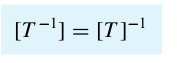 [T⁻¹] = [T]⁻¹